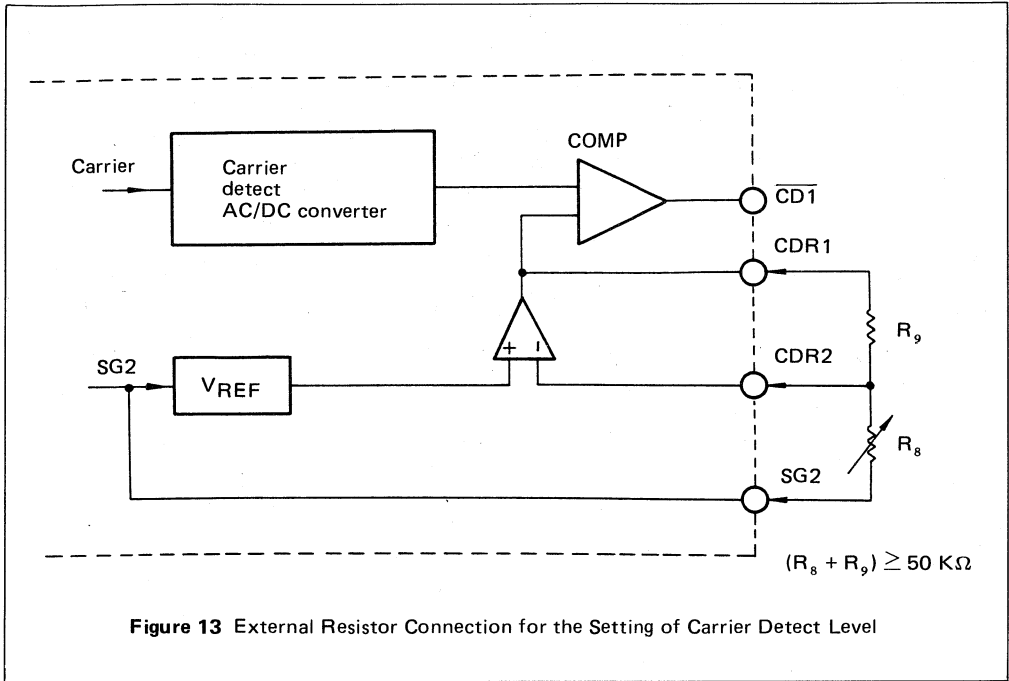 COMP
Carrier
Carrier
detect
AC/DC converter
C̅D̅1̅
CDR1
R₉
SG2
VREF
+ −
CDR2
R₈
SG2
(R₈ + R₉) ≥ 50 KΩ
Figure 13 External Resistor Connection for the Setting of Carrier Detect Level